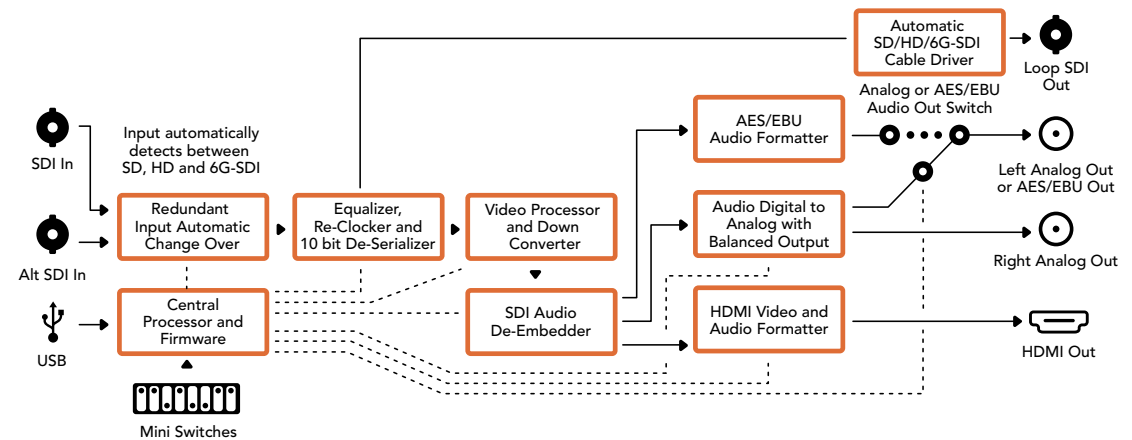 Automatic
SD/HD/6G-SDI
Cable Driver
Loop SDI
Out
Analog or AES/EBU
Audio Out Switch
SDI In
Input automatically
detects between
SD, HD and 6G-SDI
AES/EBU
Audio Formatter
Left Analog Out
or AES/EBU Out
Redundant
Input Automatic
Change Over
Equalizer,
Re-Clocker and
10 bit De-Serializer
Video Processor
and Down
Converter
Audio Digital to
Analog with
Balanced Output
Alt SDI In
Right Analog Out
Central
Processor and
Firmware
SDI Audio
De-Embedder
HDMI Video and
Audio Formatter
USB
HDMI Out
Mini Switches